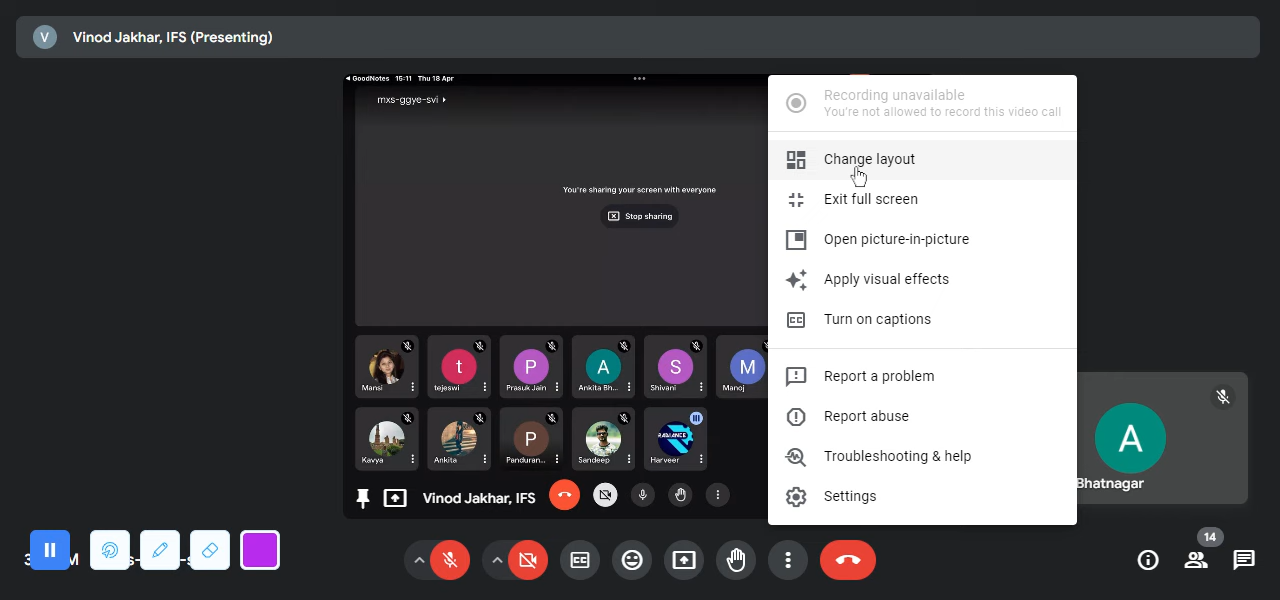 V Vinod Jakhar, IFS (Presenting)
GoodNotes 15:11 Thu 18 Apr
mxs-ggye-svi
You're sharing your screen with everyone
Stop sharing
Recording unavailable
You're not allowed to record this video call
Change layout
Exit full screen
Open picture-in-picture
Apply visual effects
CC Turn on captions
Report a problem
Report abuse
Troubleshooting & help
Settings
t P A S M
Mansi tejeswi Prasuk Jain Ankita Bh... Shivani Manoj
P RADIANCE
Kavya Ankita Panduran... Sandeep Harveer
Vinod Jakhar, IFS
A
Bhatnagar
M
CC
14